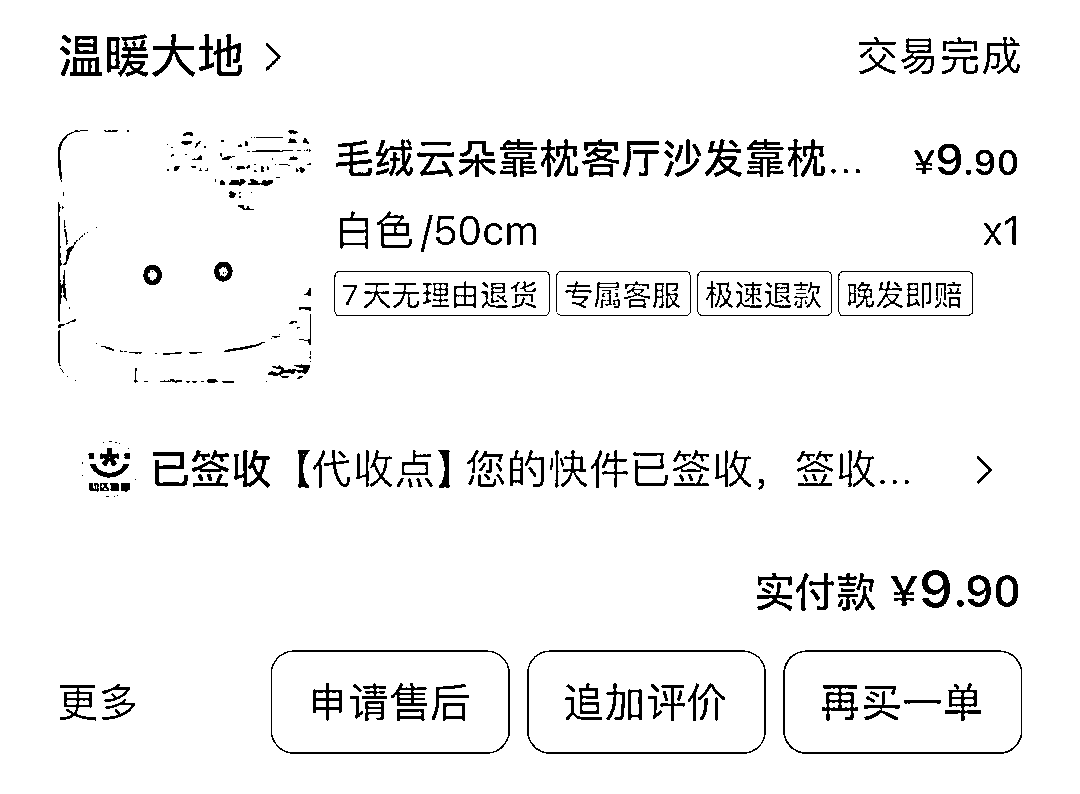 温暖大地 >
交易完成
毛绒云朵靠枕客厅沙发靠枕... ¥9.90
白色/50cm x1
7天无理由退货 专属客服 极速退款 晚发即赔
已签收【代收点】您的快件已签收，签收... >
实付款 ¥9.90
更多 申请售后 追加评价 再买一单